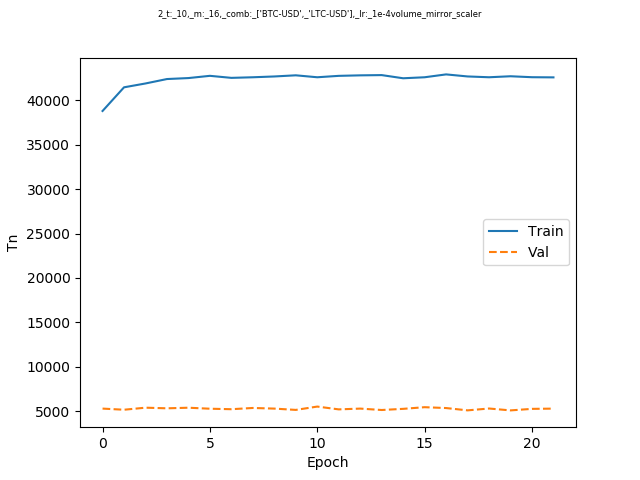 2_t:_10,_m:_16,_comb:_['BTC-USD',_'LTC-USD'],_lr:_1e-4volume_mirror_scaler
40000
35000
30000
25000
20000
15000
10000
5000
Tn
Train
Val
0 5 10 15 20
Epoch